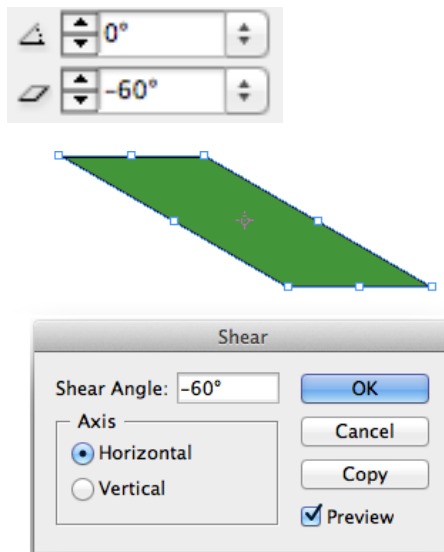 0°
-60°
Shear
Shear Angle: -60° OK
Axis Cancel
Horizontal Copy
Vertical Preview